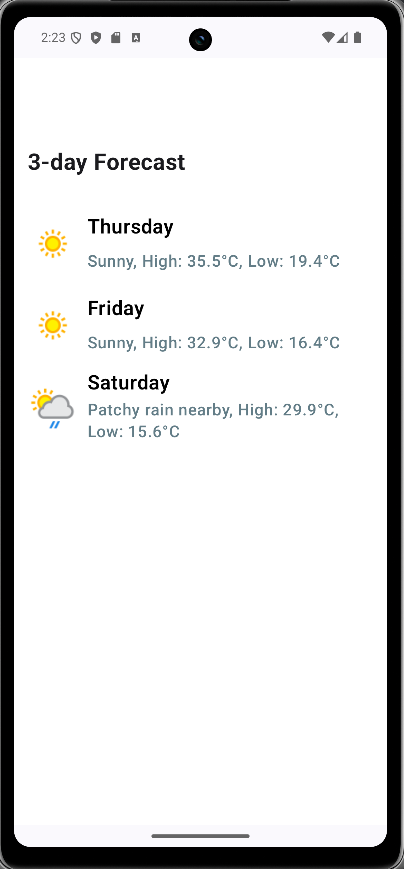 2:23
3-day Forecast
Thursday
Sunny, High: 35.5°C, Low: 19.4°C
Friday
Sunny, High: 32.9°C, Low: 16.4°C
Saturday
Patchy rain nearby, High: 29.9°C,
Low: 15.6°C